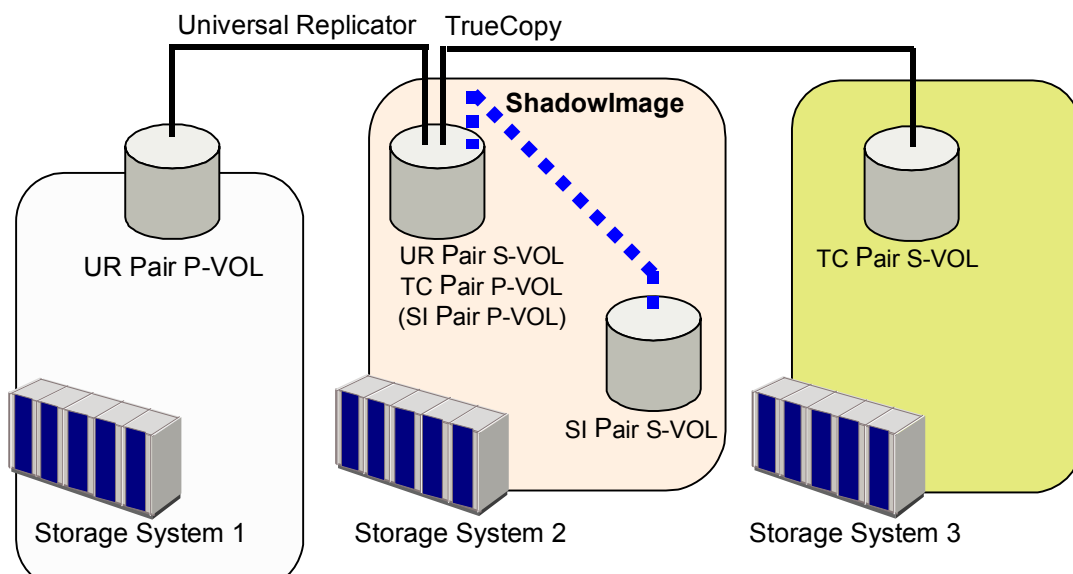 Universal Replicator
TrueCopy
ShadowImage
UR Pair P-VOL
UR Pair S-VOL
TC Pair P-VOL
(SI Pair P-VOL)
TC Pair S-VOL
SI Pair S-VOL
Storage System 1
Storage System 2
Storage System 3